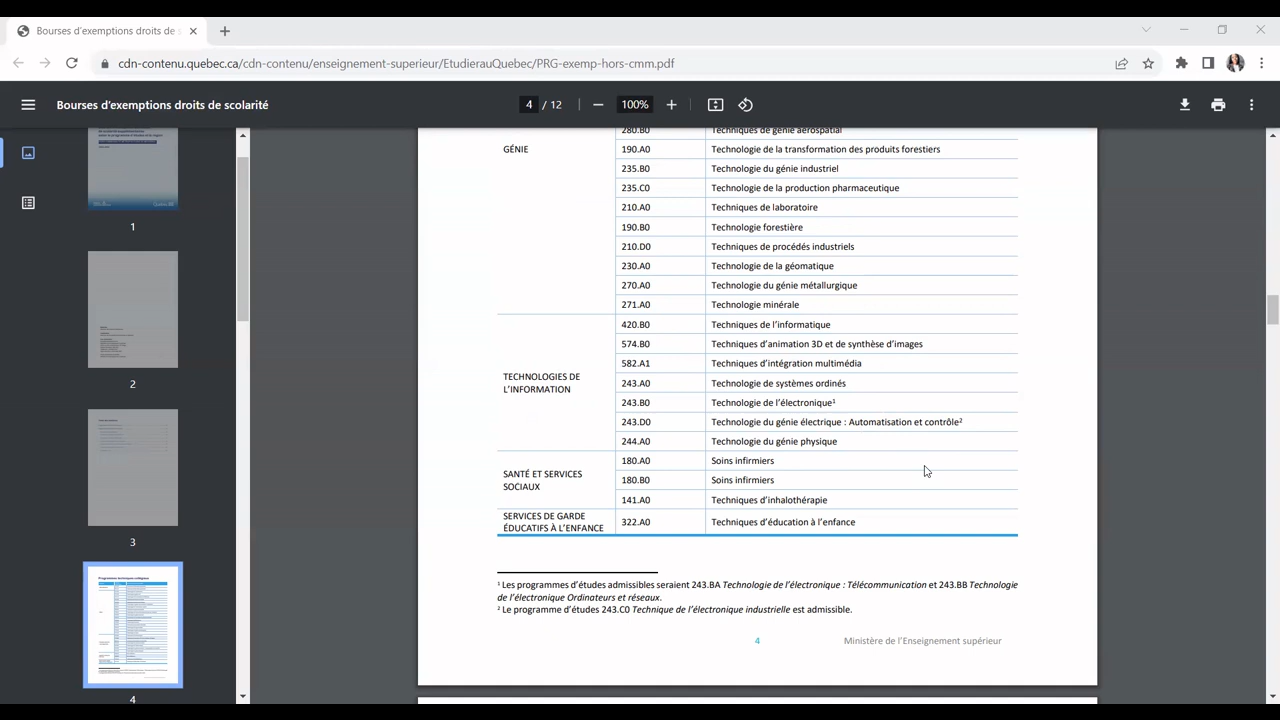 Bourses d'exemptions droits de s
cdn-contenu.quebec.ca/cdn-contenu/enseignement-superieur/EtudierauQuebec/PRG-exemp-hors-cmm.pdf
Bourses d'exemptions droits de scolarité
4 / 12
100%
1
2
3
4
280.B0 Techniques de génie aérospatial
GÉNIE
190.A0 Technologie de la transformation des produits forestiers
235.B0 Technologie du génie industriel
235.C0 Technologie de la production pharmaceutique
210.A0 Techniques de laboratoire
190.B0 Technologie forestière
210.D0 Techniques de procédés industriels
230.A0 Technologie de la géomatique
270.A0 Technologie du génie métallurgique
271.A0 Technologie minérale
TECHNOLOGIES DE
L'INFORMATION
420.B0 Techniques de l'informatique
574.B0 Techniques d'animation 3D et de synthèse d'images
582.A1 Techniques d'intégration multimédia
243.A0 Technologie de systèmes ordinés
243.B0 Technologie de l'électronique¹
243.D0 Technologie du génie électrique : Automatisation et contrôle²
244.A0 Technologie du génie physique
SANTÉ ET SERVICES
SOCIAUX
180.A0 Soins infirmiers
180.B0 Soins infirmiers
141.A0 Techniques d'inhalothérapie
SERVICES DE GARDE
ÉDUCATIFS À L'ENFANCE
322.A0 Techniques d'éducation à l'enfance
¹ Les programmes d'études admissibles seraient 243.BA Technologie de l'électronique : Télécommunication et 243.BB Technologie
de l'électronique Ordinateurs et réseaux.
² Le programme d'études 243.C0 Technique de l'électronique industrielle est admissible.
4
Ministère de l'Enseignement supérieur